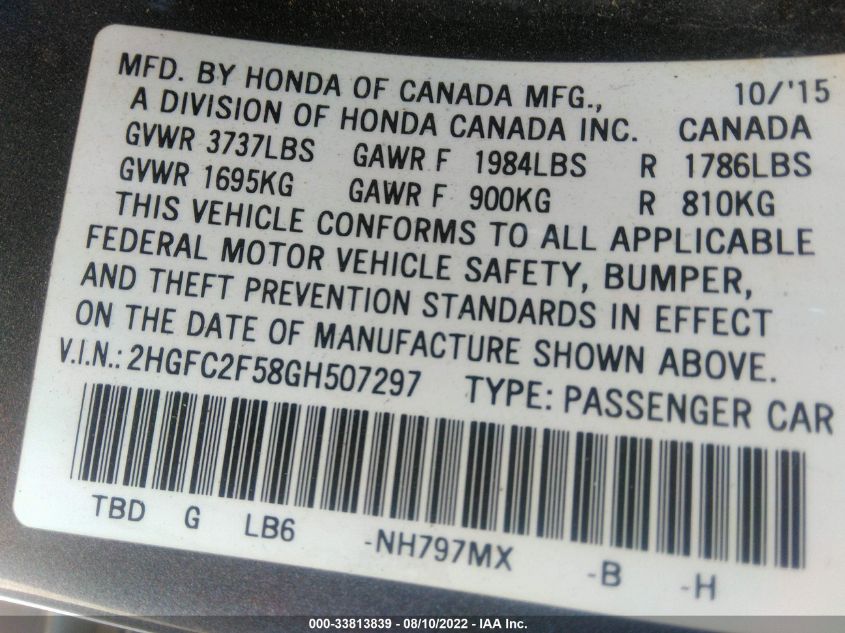 MFD. BY HONDA OF CANADA MFG., 10/'15
A DIVISION OF HONDA CANADA INC. CANADA
GVWR 3737LBS GAWR F 1984LBS R 1786LBS
GVWR 1695KG GAWR F 900KG R 810KG
THIS VEHICLE CONFORMS TO ALL APPLICABLE
FEDERAL MOTOR VEHICLE SAFETY, BUMPER,
AND THEFT PREVENTION STANDARDS IN EFFECT
ON THE DATE OF MANUFACTURE SHOWN ABOVE.
V.I.N.: 2HGFC2F58GH507297 TYPE: PASSENGER CAR
TBD G LB6 -NH797MX -B -H
000-33813839 - 08/10/2022 - IAA Inc.